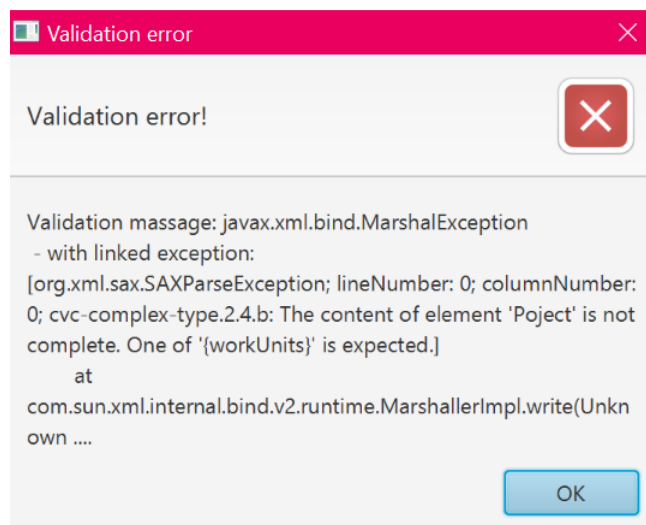 Validation error
Validation error!
Validation massage: javax.xml.bind.MarshalException
- with linked exception:
[org.xml.sax.SAXParseException; lineNumber: 0; columnNumber:
0; cvc-complex-type.2.4.b: The content of element 'Poject' is not
complete. One of '{workUnits}' is expected.]
at
com.sun.xml.internal.bind.v2.runtime.MarshallerImpl.write(Unkn
own ....
OK